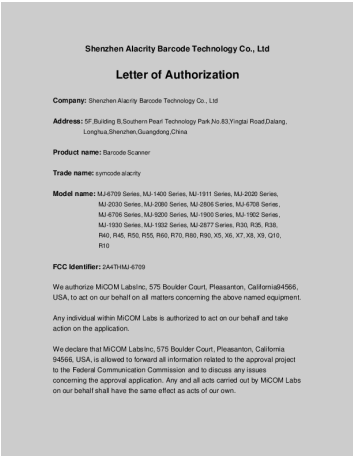 Shenzhen Alacrity Barcode Technology Co., Ltd
Letter of Authorization
Company: Shenzhen Alacrity Barcode Technology Co., Ltd
Address: 5F,Building B,Southern Pearl Technology Park,No.83,Yingtai Road,Dalang,
Longhua,Shenzhen,Guangdong,China
Product name: Barcode Scanner
Trade name: symcode alacrity
Model name: MJ-6709 Series, MJ-1400 Series, MJ-1911 Series, MJ-2020 Series,
MJ-2030 Series, MJ-2080 Series, MJ-2806 Series, MJ-6708 Series,
MJ-6706 Series, MJ-9200 Series, MJ-1900 Series, MJ-1902 Series,
MJ-1930 Series, MJ-1932 Series, MJ-2877 Series, R30, R35, R38,
R40, R45, R50, R55, R60, R70, R80, R90, X5, X6, X7, X8, X9, Q10,
R10
FCC Identifier: 2A4THMJ-6709
We authorize MiCOM LabsInc, 575 Boulder Court, Pleasanton, California94566,
USA, to act on our behalf on all matters concerning the above named equipment.
Any individual within MiCOM Labs is authorized to act on our behalf and take
action on the application.
We declare that MiCOM LabsInc, 575 Boulder Court, Pleasanton, California
94566, USA, is allowed to forward all information related to the approval project
to the Federal Communication Commission and to discuss any issues
concerning the approval application. Any and all acts carried out by MiCOM Labs
on our behalf shall have the same effect as acts of our own.